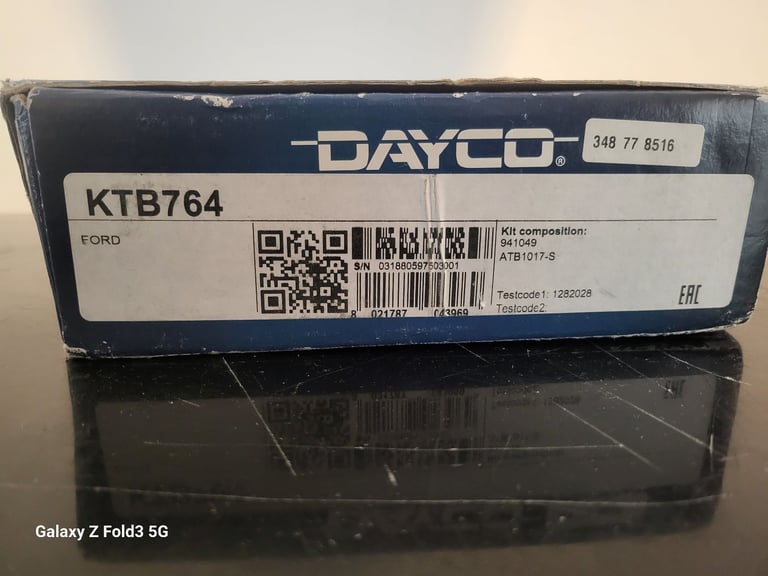 DAYCO®
348 77 8516
KTB764
FORD
S/N 031880597503001
8 021787 043969
Kit composition:
941049
ATB1017-S
Testcode1: 1282028
Testcode2:
EAC
Galaxy Z Fold3 5G